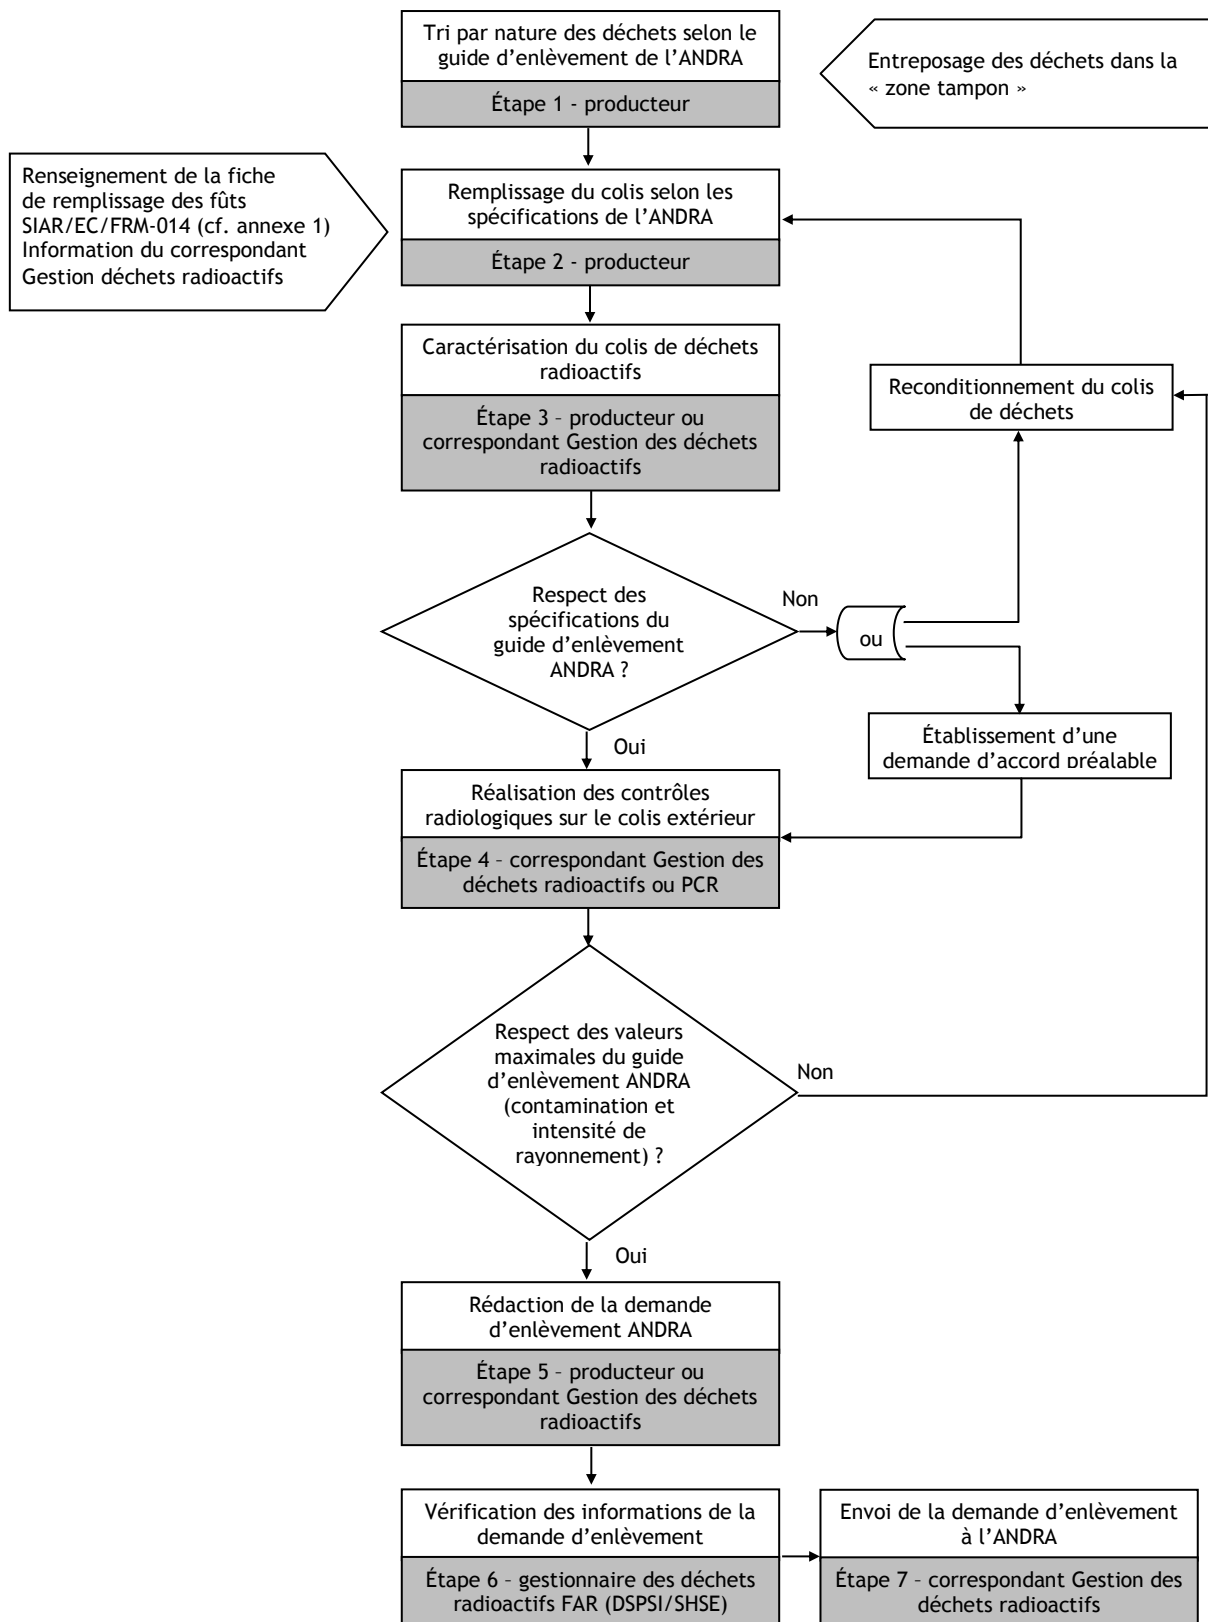 Tri par nature des déchets selon le
guide d’enlèvement de l’ANDRA
Étape 1 - producteur
Entreposage des déchets dans la
« zone tampon »
Renseignement de la fiche
de remplissage des fûts
SIAR/EC/FRM-014 (cf. annexe 1)
Information du correspondant
Gestion déchets radioactifs
Remplissage du colis selon les
spécifications de l’ANDRA
Étape 2 - producteur
Caractérisation du colis de déchets
radioactifs
Étape 3 – producteur ou
correspondant Gestion des déchets
radioactifs
Reconditionnement du colis
de déchets
Respect des
spécifications du
guide d’enlèvement
ANDRA ?
Non
ou
Oui
Établissement d’une
demande d’accord préalable
Réalisation des contrôles
radiologiques sur le colis extérieur
Étape 4 – correspondant Gestion des
déchets radioactifs ou PCR
Respect des valeurs
maximales du guide
d’enlèvement ANDRA
(contamination et
intensité de
rayonnement) ?
Non
Oui
Rédaction de la demande
d’enlèvement ANDRA
Étape 5 – producteur ou
correspondant Gestion des déchets
radioactifs
Vérification des informations de la
demande d’enlèvement
Étape 6 – gestionnaire des déchets
radioactifs FAR (DSPSI/SHSE)
Envoi de la demande d’enlèvement
à l’ANDRA
Étape 7 – correspondant Gestion des
déchets radioactifs